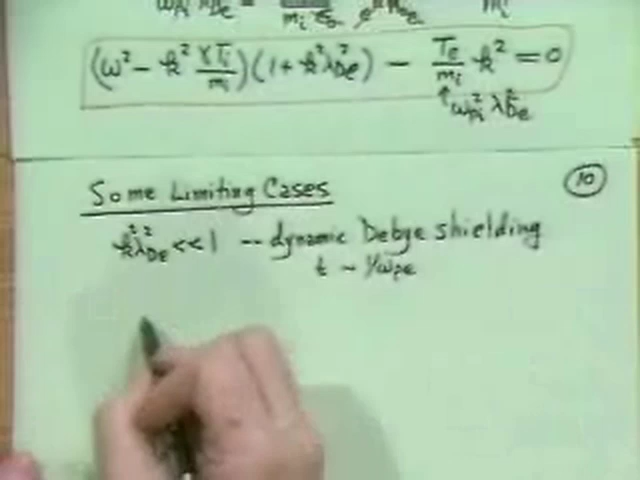 (ω² − k² γTi/mi)(1 + k²λ²De) − Te/mi k² = 0
↑ω²pi λ²De
Some Limiting Cases
10
k²λ²De << 1 -- dynamic Debye shielding
t ~ 1/ωpe